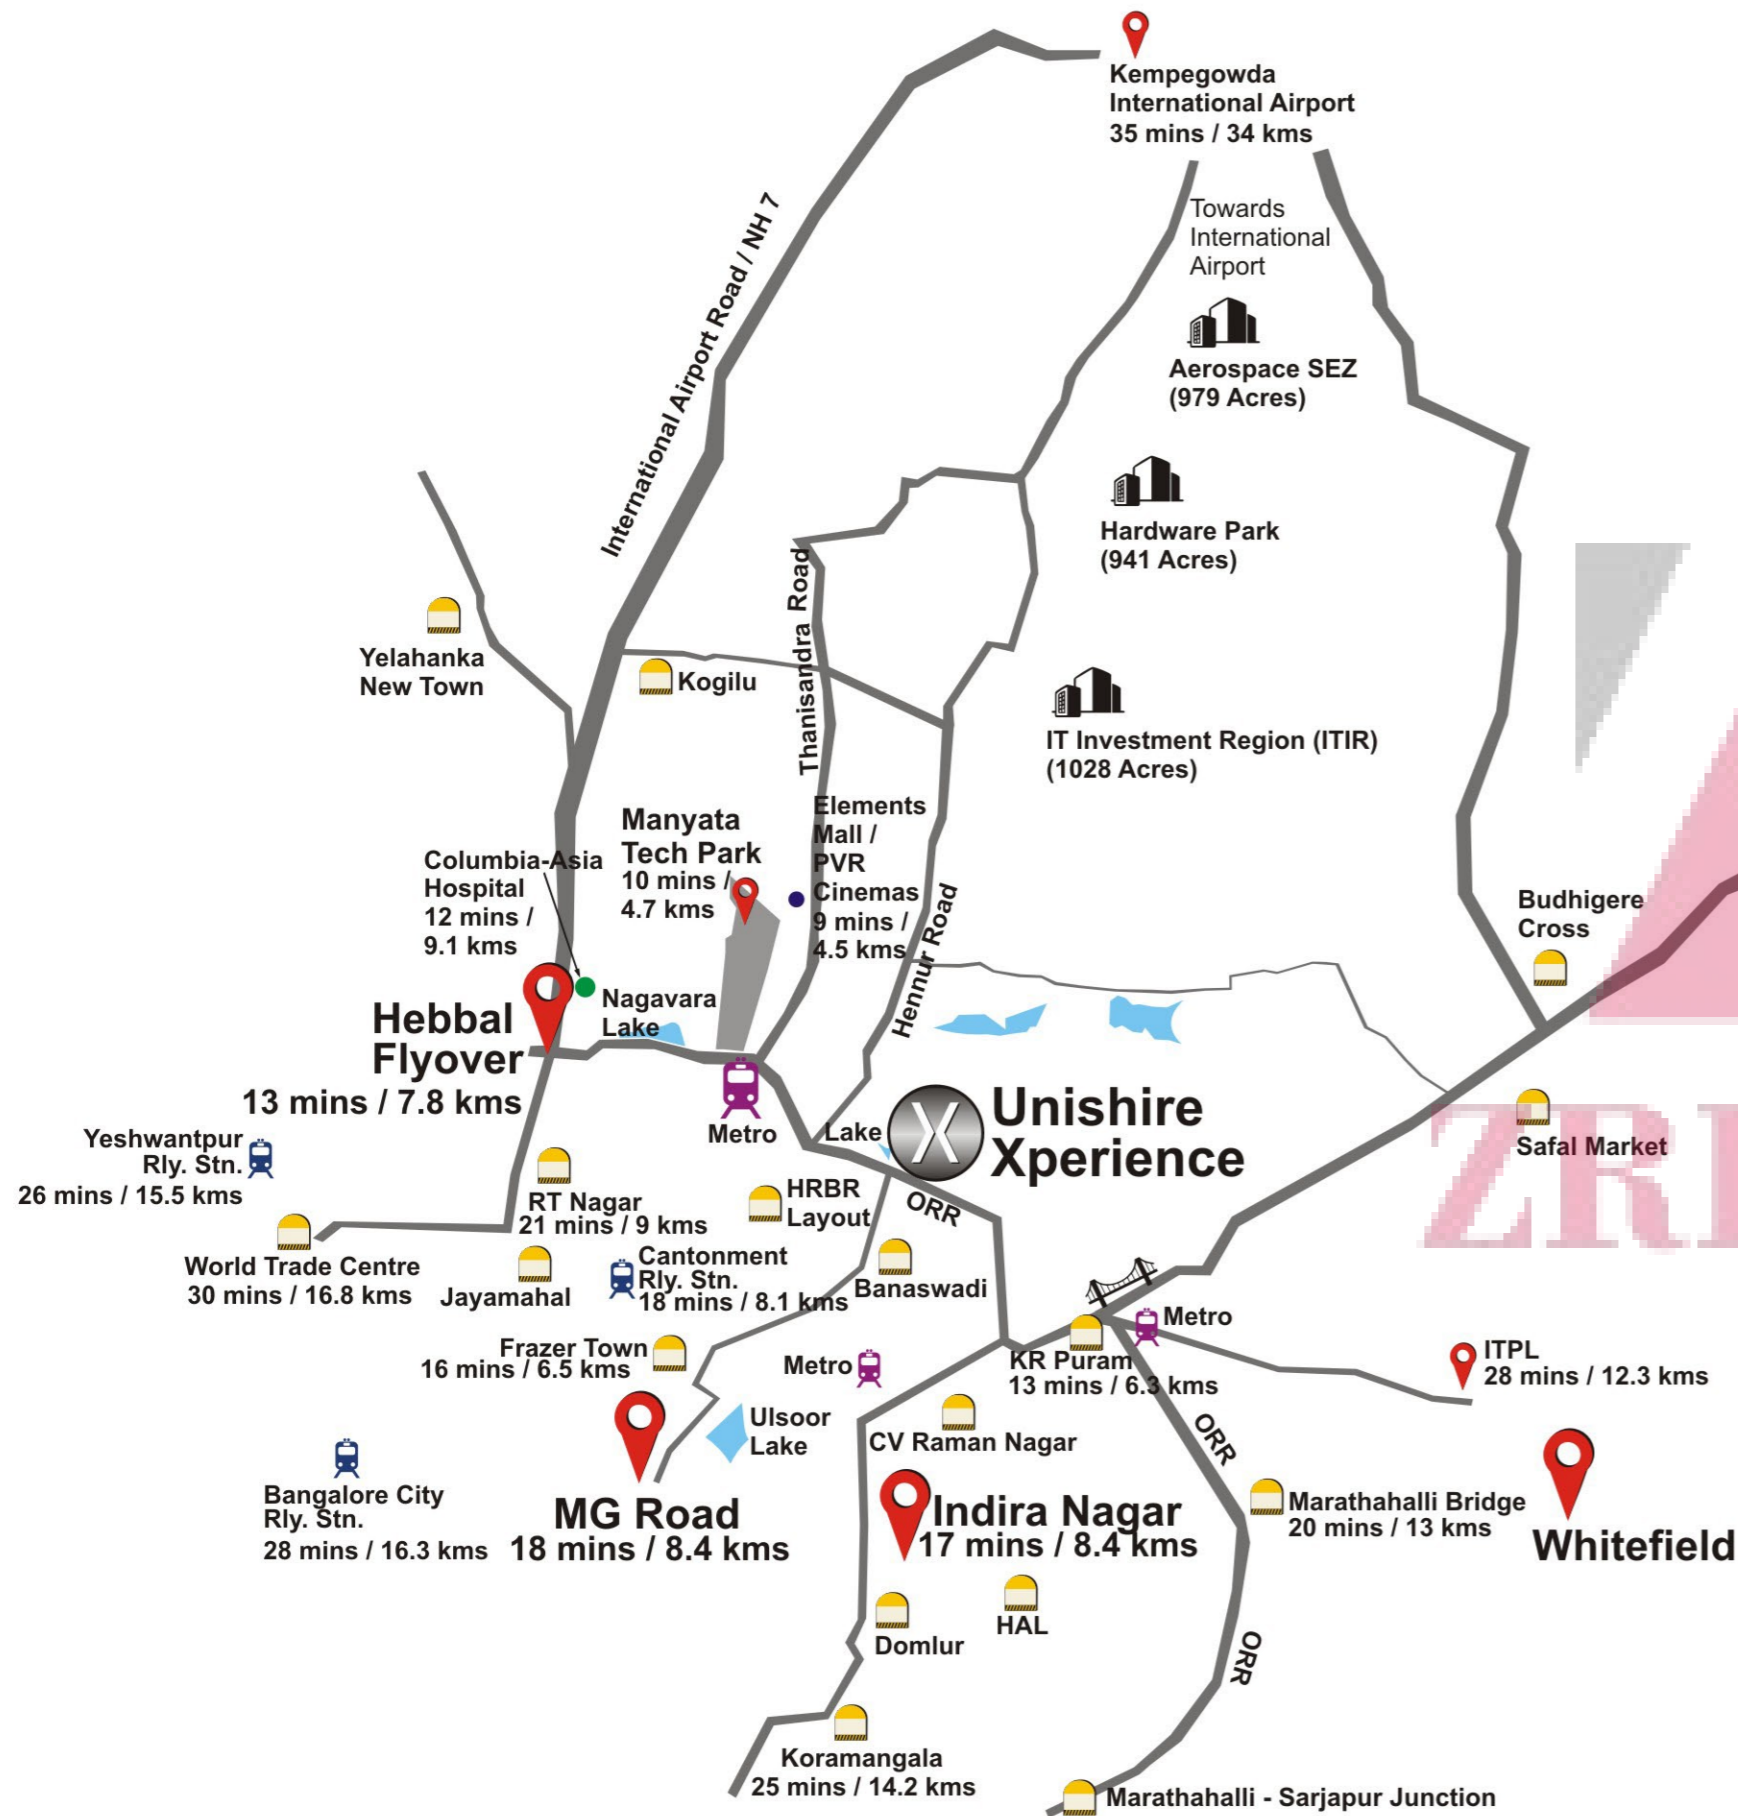 Kempegowda
International Airport
35 mins / 34 kms
Towards
International
Airport
International Airport Road / NH 7
Aerospace SEZ
(979 Acres)
Hardware Park
(941 Acres)
Thanisandra Road
Yelahanka
New Town
Kogilu
IT Investment Region (ITIR)
(1028 Acres)
Manyata
Tech Park
10 mins /
4.7 kms
Elements
Mall /
PVR
Cinemas
9 mins /
4.5 kms
Columbia-Asia
Hospital
12 mins /
9.1 kms
Hennur Road
Budhigere
Cross
Nagavara
Lake
Hebbal
Flyover
13 mins / 7.8 kms
Metro
Lake
X
Unishire
Xperience
Safal Market
ZRI
Yeshwantpur
Rly. Stn.
26 mins / 15.5 kms
RT Nagar
21 mins / 9 kms
HRBR
Layout
ORR
World Trade Centre
30 mins / 16.8 kms
Jayamahal
Cantonment
Rly. Stn.
18 mins / 8.1 kms
Banaswadi
Metro
Frazer Town
16 mins / 6.5 kms
Metro
KR Puram
13 mins / 6.3 kms
ITPL
28 mins / 12.3 kms
Ulsoor
Lake
CV Raman Nagar
ORR
Bangalore City
Rly. Stn.
28 mins / 16.3 kms
MG Road
18 mins / 8.4 kms
Indira Nagar
17 mins / 8.4 kms
Marathahalli Bridge
20 mins / 13 kms
Whitefield
Domlur
HAL
ORR
Koramangala
25 mins / 14.2 kms
Marathahalli - Sarjapur Junction